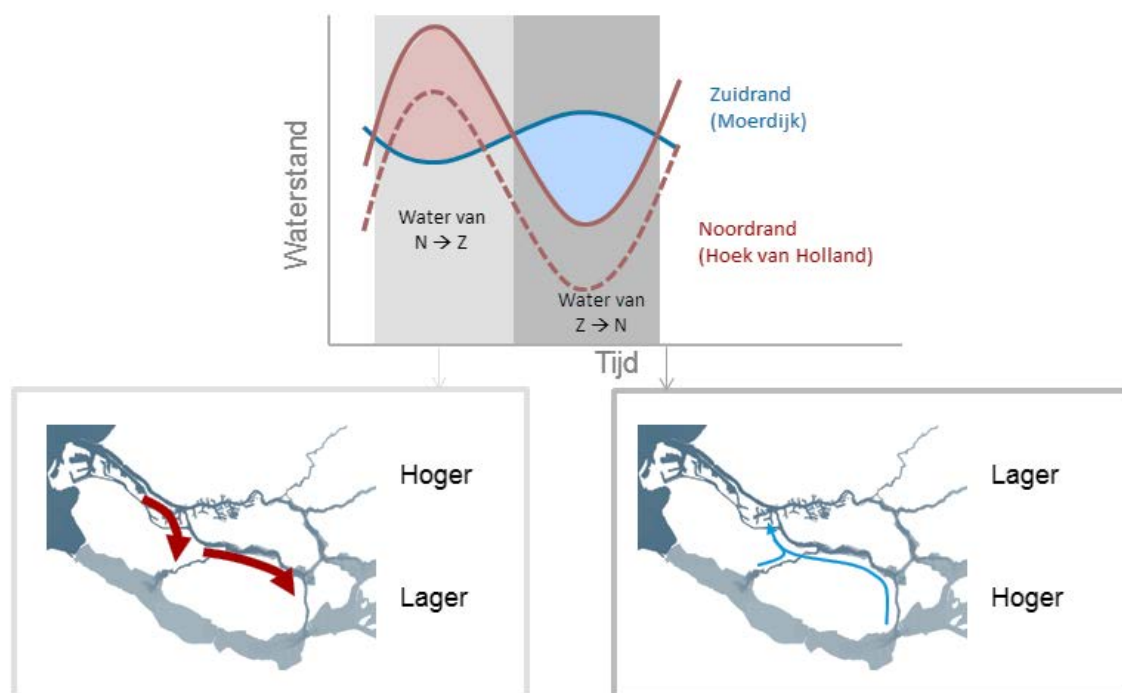 Waterstand
Zuidrand
(Moerdijk)
Water van
N → Z
Noordrand
(Hoek van Holland)
Water van
Z → N
Tijd
Hoger
Lager
Lager
Hoger